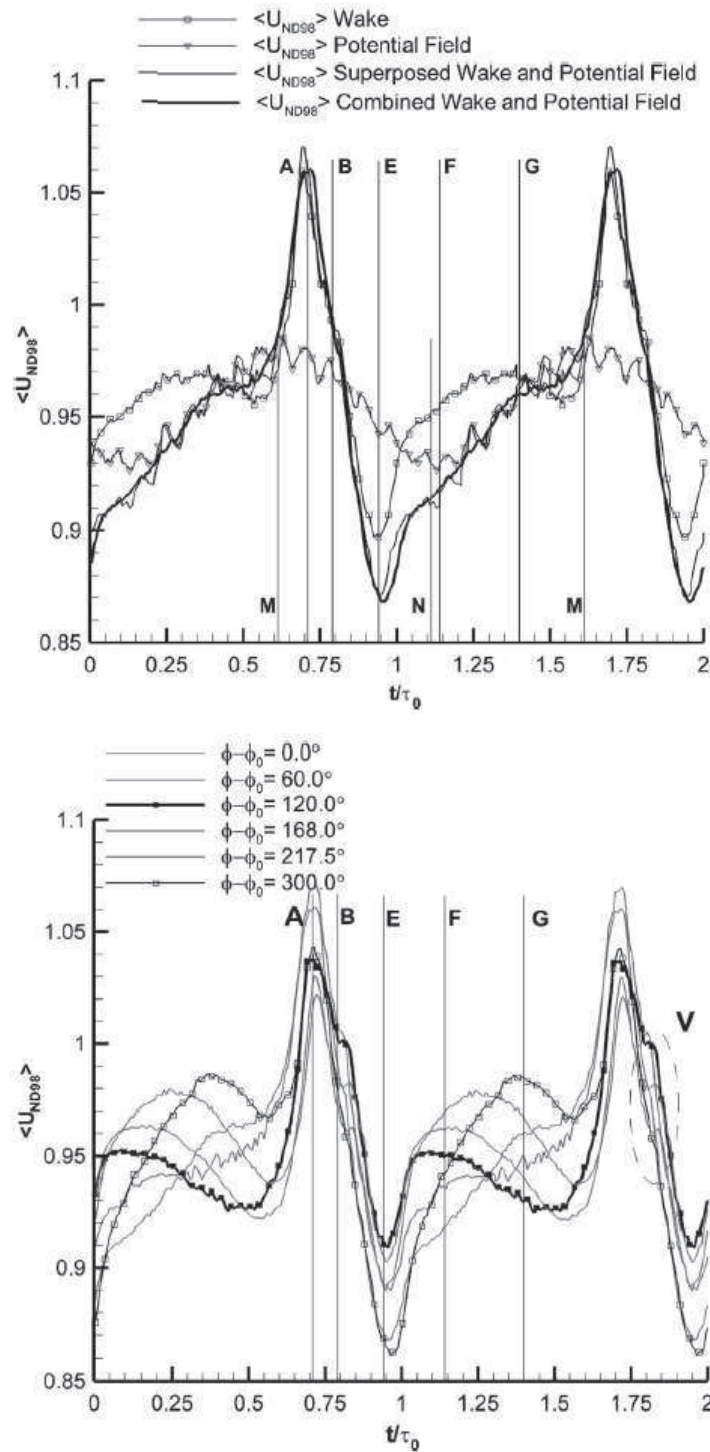 <U_ND98> Wake
<U_ND98> Potential Field
<U_ND98> Superposed Wake and Potential Field
<U_ND98> Combined Wake and Potential Field
1.1
A B E F G
1.05
1
<U_ND98>
0.95
0.9
M N M
0.85
0 0.25 0.5 0.75 1 1.25 1.5 1.75 2
t/τ₀
ϕ−ϕ₀= 0.0°
ϕ−ϕ₀= 60.0°
ϕ−ϕ₀= 120.0°
ϕ−ϕ₀= 168.0°
ϕ−ϕ₀= 217.5°
ϕ−ϕ₀= 300.0°
1.1
A B E F G
1.05
V
1
<U_ND98>
0.95
0.9
0.85
0 0.25 0.5 0.75 1 1.25 1.5 1.75 2
t/τ₀